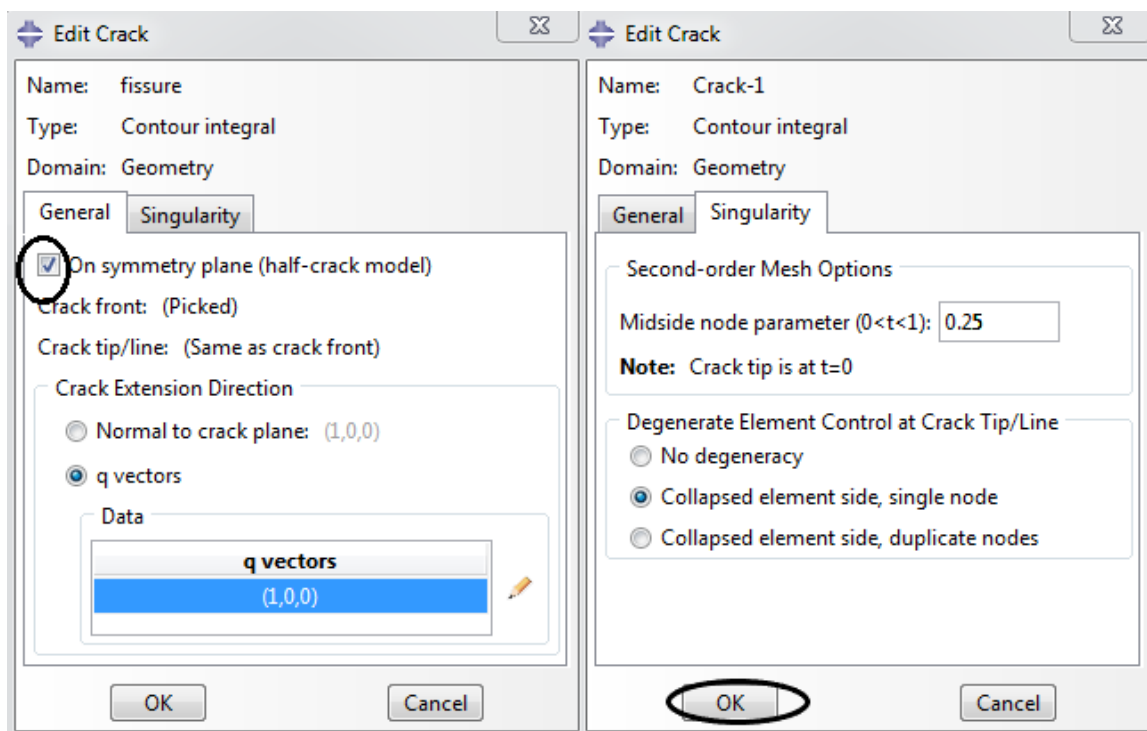 Edit Crack
Name: fissure
Type: Contour integral
Domain: Geometry
General Singularity
On symmetry plane (half-crack model)
Crack front: (Picked)
Crack tip/line: (Same as crack front)
Crack Extension Direction
Normal to crack plane: (1,0,0)
q vectors
Data
q vectors
(1,0,0)
OK Cancel
Edit Crack
Name: Crack-1
Type: Contour integral
Domain: Geometry
General Singularity
Second-order Mesh Options
Midside node parameter (0<t<1): 0.25
Note: Crack tip is at t=0
Degenerate Element Control at Crack Tip/Line
No degeneracy
Collapsed element side, single node
Collapsed element side, duplicate nodes
OK Cancel